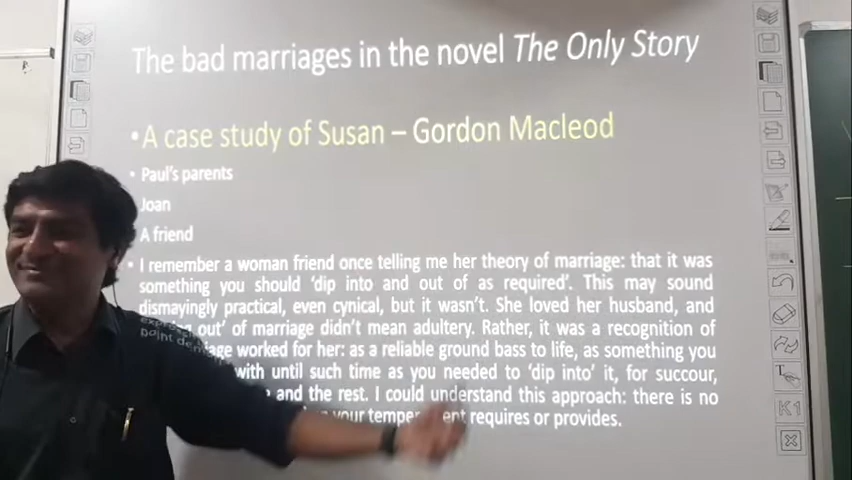 The bad marriages in the novel The Only Story
• A case study of Susan – Gordon Macleod
• Paul's parents
Joan
• A friend
• I remember a woman friend once telling me her theory of marriage: that it was
something you should 'dip into and out of as required'. This may sound
dismayingly practical, even cynical, but it wasn't. She loved her husband, and
out' of marriage didn't mean adultery. Rather, it was a recognition of
worked for her: as a reliable ground bass to life, as something you
with until such time as you needed to 'dip into' it, for succour,
and the rest. I could understand this approach: there is no
your requires or provides.
K1